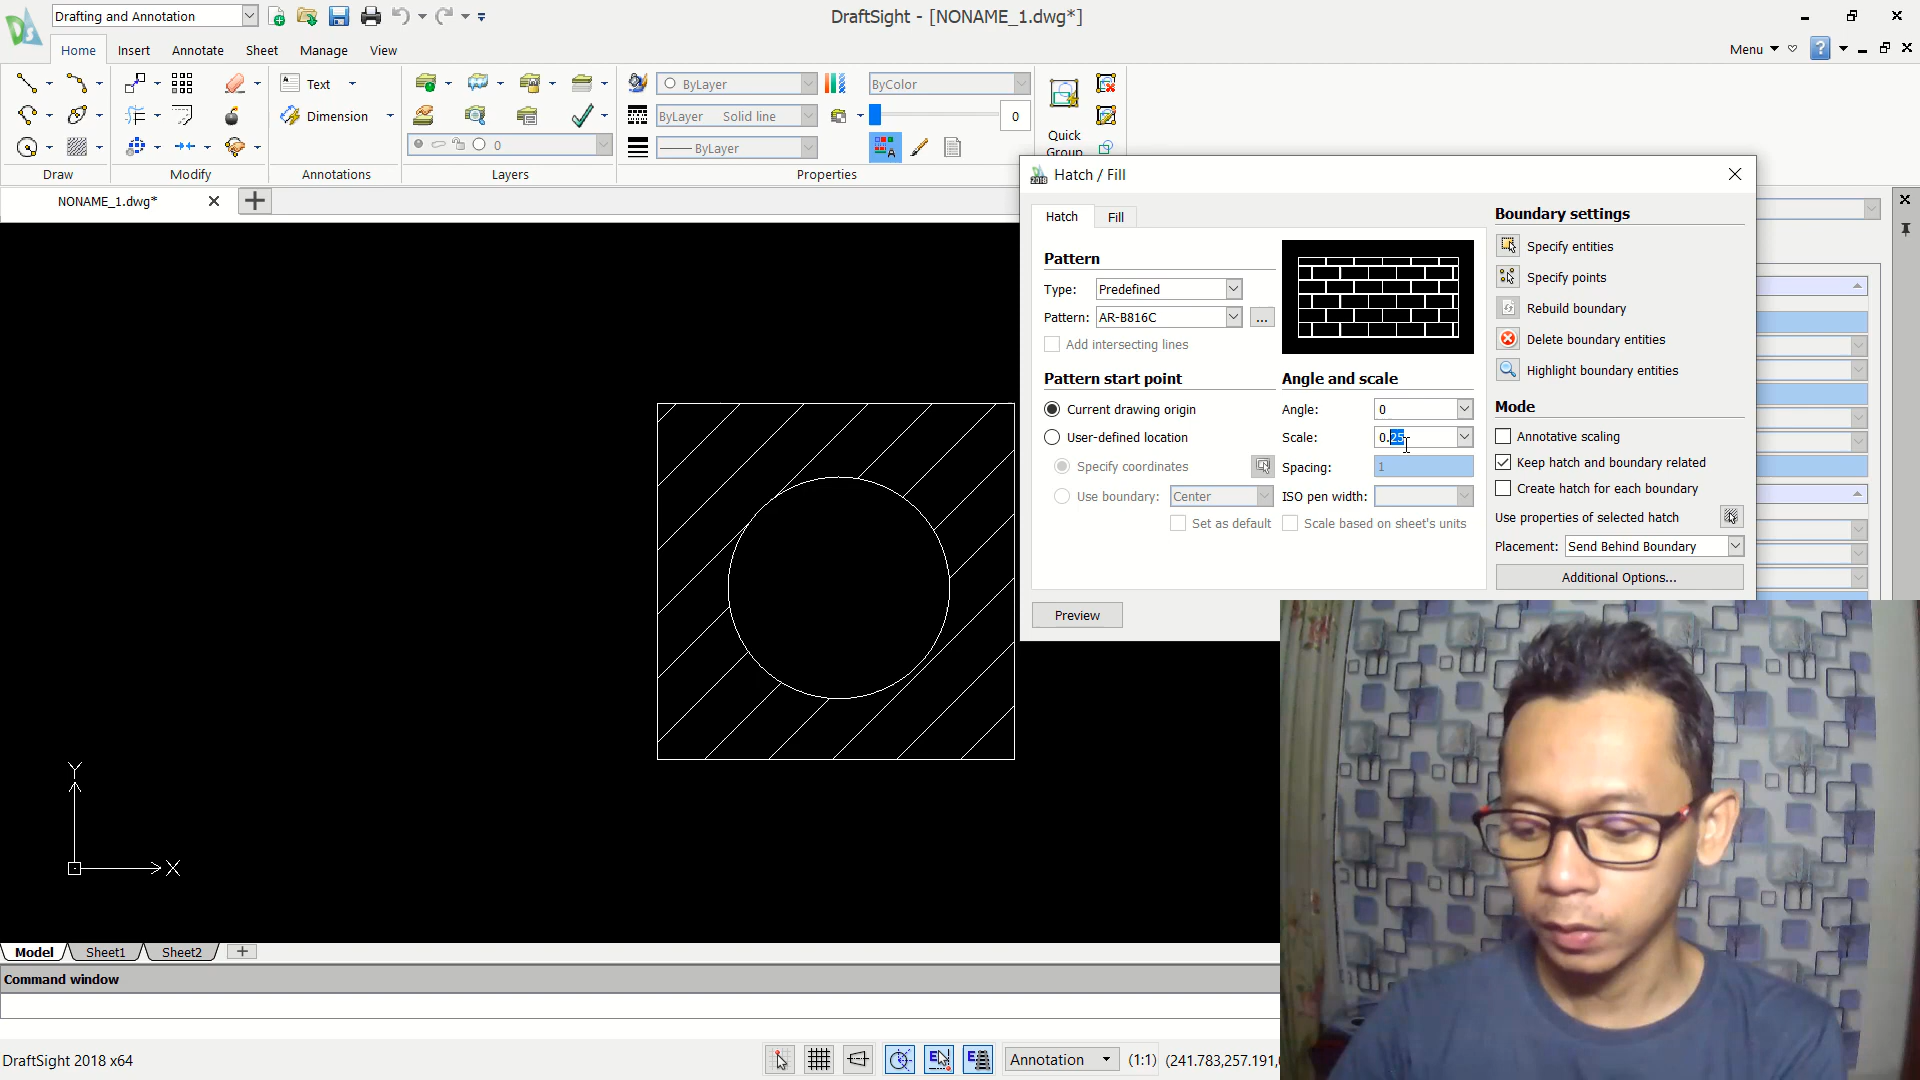 Drafting and Annotation
DraftSight - [NONAME_1.dwg*]
Home
Insert
Annotate
Sheet
Manage
View
Menu
?
Text
Dimension
ByLayer
ByColor
ByLayer Solid line
0
0
ByLayer
Quick
Group
Draw
Modify
Annotations
Layers
Properties
NONAME_1.dwg*
Hatch / Fill
Hatch
Fill
Pattern
Type:
Predefined
Pattern:
AR-B816C
...
Add intersecting lines
Pattern start point
Current drawing origin
User-defined location
Specify coordinates
Use boundary:
Center
Set as default
Angle and scale
Angle:
0
Scale:
0.25
Spacing:
1
ISO pen width:
Scale based on sheet's units
Boundary settings
Specify entities
Specify points
Rebuild boundary
Delete boundary entities
Highlight boundary entities
Mode
Annotative scaling
Keep hatch and boundary related
Create hatch for each boundary
Use properties of selected hatch
Placement:
Send Behind Boundary
Additional Options...
Preview
Y
X
Model
Sheet1
Sheet2
Command window
DraftSight 2018 x64
Annotation
(1:1)
(241.783,257.191,